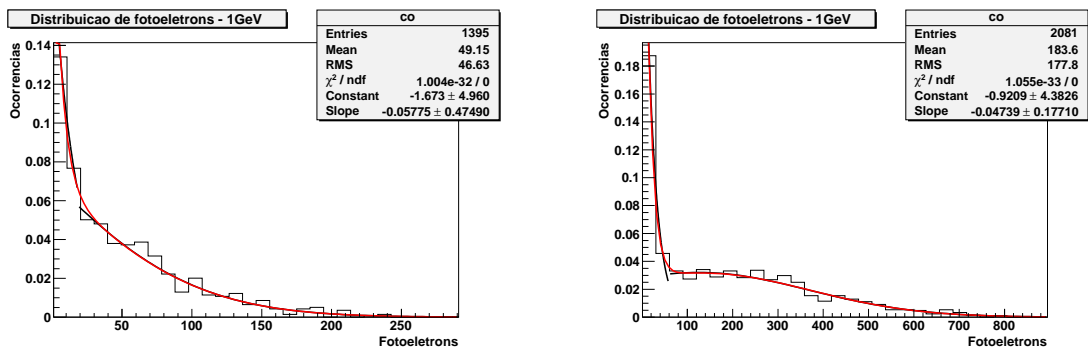 Distribuicao de fotoeletrons - 1GeV
co
Entries 1395
Mean 49.15
RMS 46.63
χ² / ndf 1.004e-32 / 0
Constant -1.673 ± 4.960
Slope -0.05775 ± 0.47490
Ocorrencias
0.14
0.12
0.1
0.08
0.06
0.04
0.02
0
50 100 150 200 250
Fotoeletrons
Distribuicao de fotoeletrons - 1GeV
co
Entries 2081
Mean 183.6
RMS 177.8
χ² / ndf 1.055e-33 / 0
Constant -0.9209 ± 4.3826
Slope -0.04739 ± 0.17710
Ocorrencias
0.18
0.16
0.14
0.12
0.1
0.08
0.06
0.04
0.02
0
100 200 300 400 500 600 700 800
Fotoeletrons